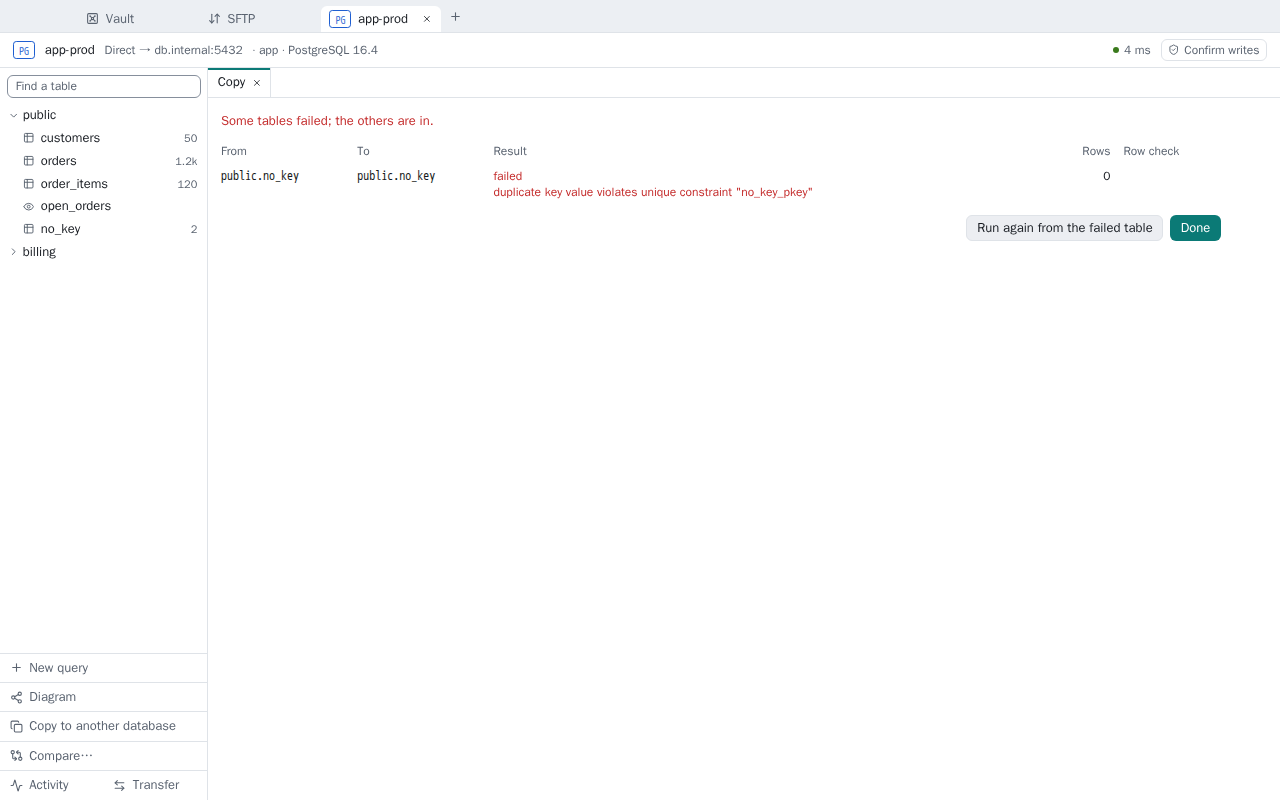 Vault
SFTP
PG app-prod
PG app-prod Direct → db.internal:5432 · app · PostgreSQL 16.4
4 ms
Confirm writes
Find a table
public
customers 50
orders 1.2k
order_items 120
open_orders
no_key 2
billing
New query
Diagram
Copy to another database
Compare⋯
Activity
Transfer
Copy
Some tables failed; the others are in.
From To Result Rows Row check
public.no_key public.no_key failed 0
duplicate key value violates unique constraint "no_key_pkey"
Run again from the failed table
Done